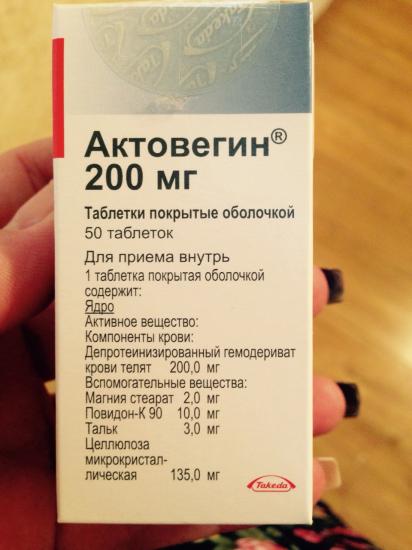 Takeda
Актовегин®
200 мг
Таблетки покрытые оболочкой
50 таблеток
Для приема внутрь
1 таблетка покрытая оболочкой
содержит:
Ядро
Активное вещество:
Компоненты крови:
Депротеинизированный гемодериват
крови телят 200,0 мг
Вспомогательные вещества:
Магния стеарат 2,0 мг
Повидон-К 90 10,0 мг
Тальк 3,0 мг
Целлюлоза
микрокристал-
лическая 135,0 мг
Takeda